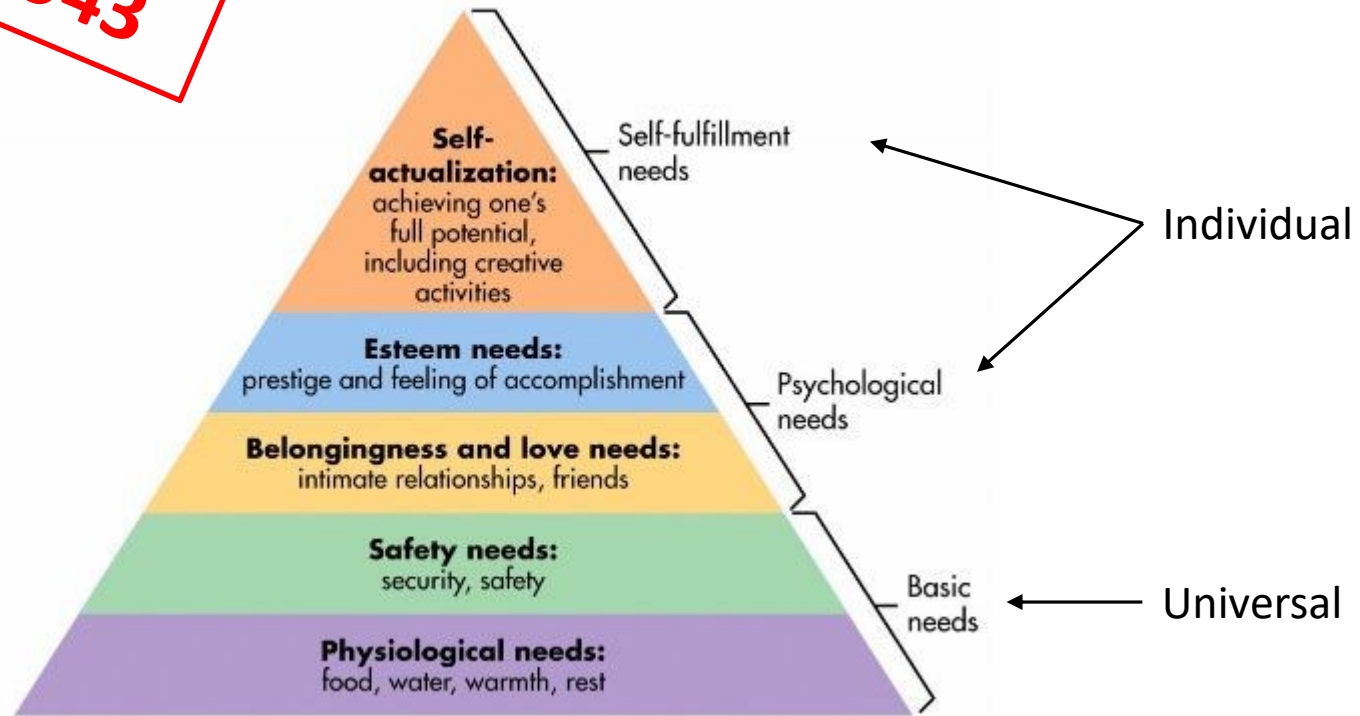 Self-
actualization:
achieving one's
full potential,
including creative
activities
Self-fulfillment
needs
Individual
Esteem needs:
prestige and feeling of accomplishment
Psychological
needs
Belongingness and love needs:
intimate relationships, friends
Safety needs:
security, safety
Basic
needs
Universal
Physiological needs:
food, water, warmth, rest